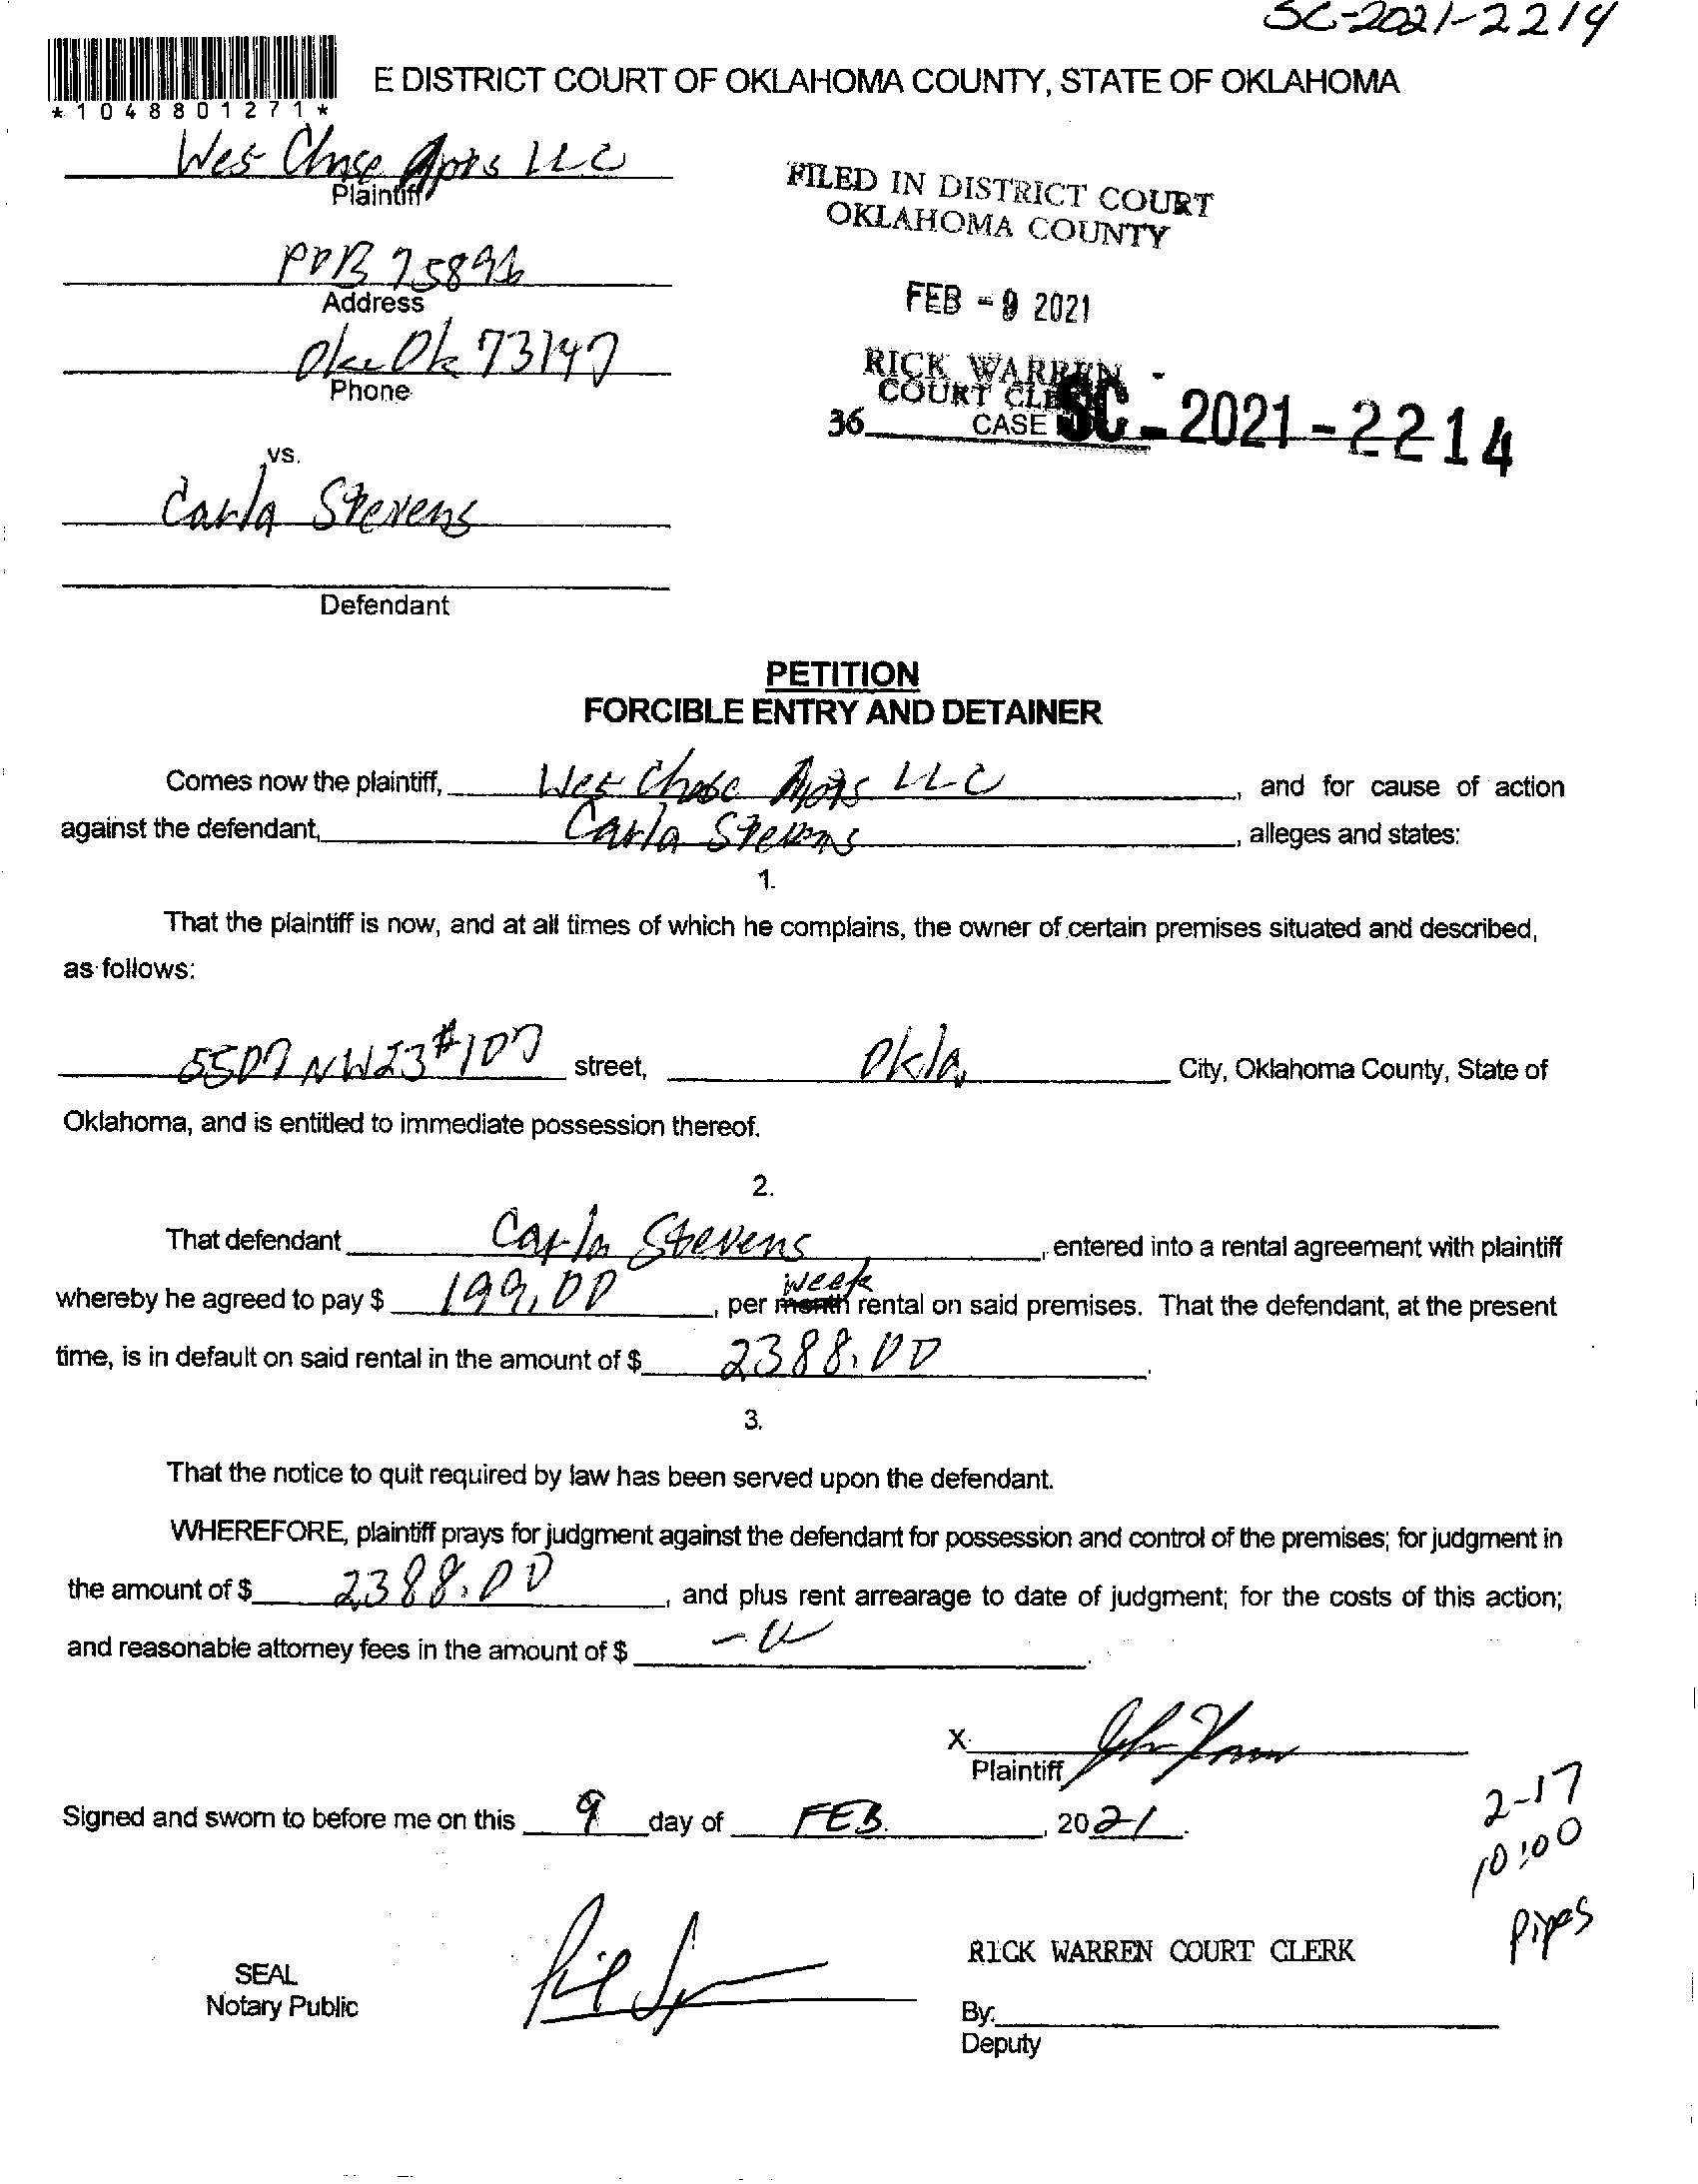 SC-2021-2214
E DISTRICT COURT OF OKLAHOMA COUNTY, STATE OF OKLAHOMA
*1048801271*
Wes Chase Apts LLC
Plaintiff
FILED IN DISTRICT COURT
OKLAHOMA COUNTY
POB 75896
Address
FEB - 9 2021
Okc Ok 73147
Phone
RICK WARREN
COURT CLE
36 CASE SC - 2021 - 2214
vs.
Carla Stevens
Defendant
PETITION
FORCIBLE ENTRY AND DETAINER
Comes now the plaintiff, Wes Chase Apts LLC, and for cause of action
against the defendant, Carla Stevens, alleges and states:
1.
That the plaintiff is now, and at all times of which he complains, the owner of certain premises situated and described,
as follows:
5507 NW23 #107 street, Okla, City, Oklahoma County, State of
Oklahoma, and is entitled to immediate possession thereof.
2.
That defendant Carla Stevens, entered into a rental agreement with plaintiff
week
whereby he agreed to pay $ 199.00, per month rental on said premises. That the defendant, at the present
time, is in default on said rental in the amount of $ 2388.00.
3.
That the notice to quit required by law has been served upon the defendant.
WHEREFORE, plaintiff prays for judgment against the defendant for possession and control of the premises; for judgment in
the amount of $ 2388.00, and plus rent arrearage to date of judgment; for the costs of this action;
and reasonable attorney fees in the amount of $
X
Plaintiff
Signed and sworn to before me on this 9 day of FEB., 2021.
2-17
10:00
Pipes
RICK WARREN COURT CLERK
SEAL
Notary Public
By:
Deputy